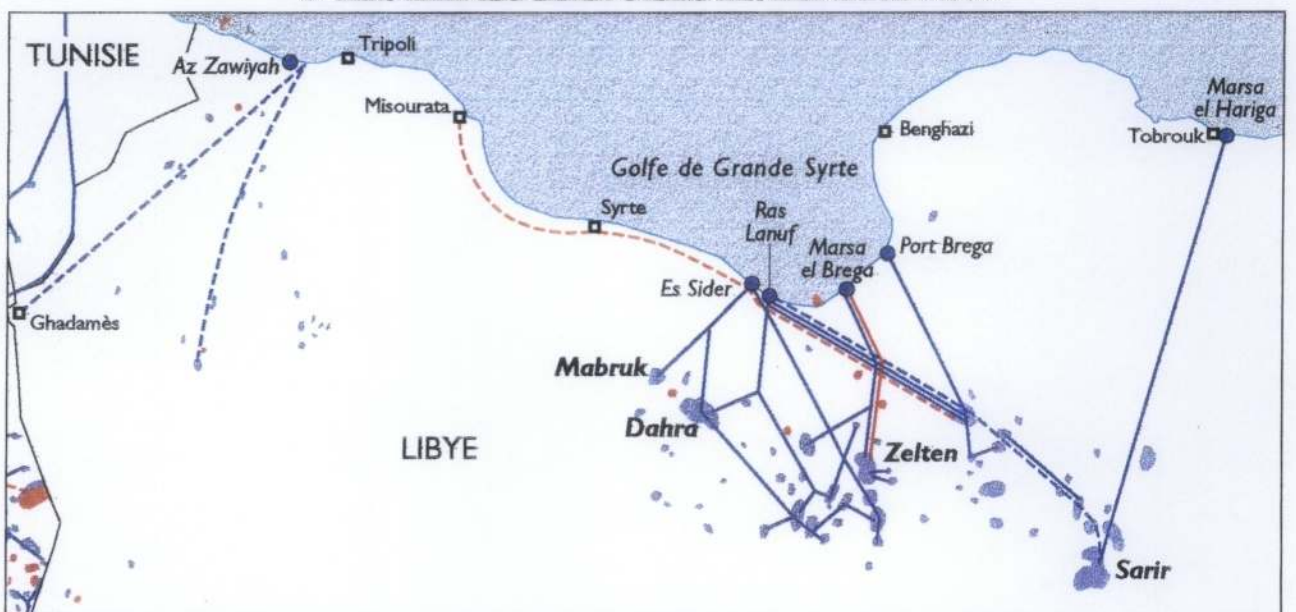 TUNISIE
Az Zawiyah
Tripoli
Misourata
Benghazi
Marsa
el Hariga
Tobrouk
Golfe de Grande Syrte
Syrte
Ras
Lanuf
Marsa
el Brega
Port Brega
Es Sider
Ghadamès
Mabruk
Dahra
LIBYE
Zelten
Sarir